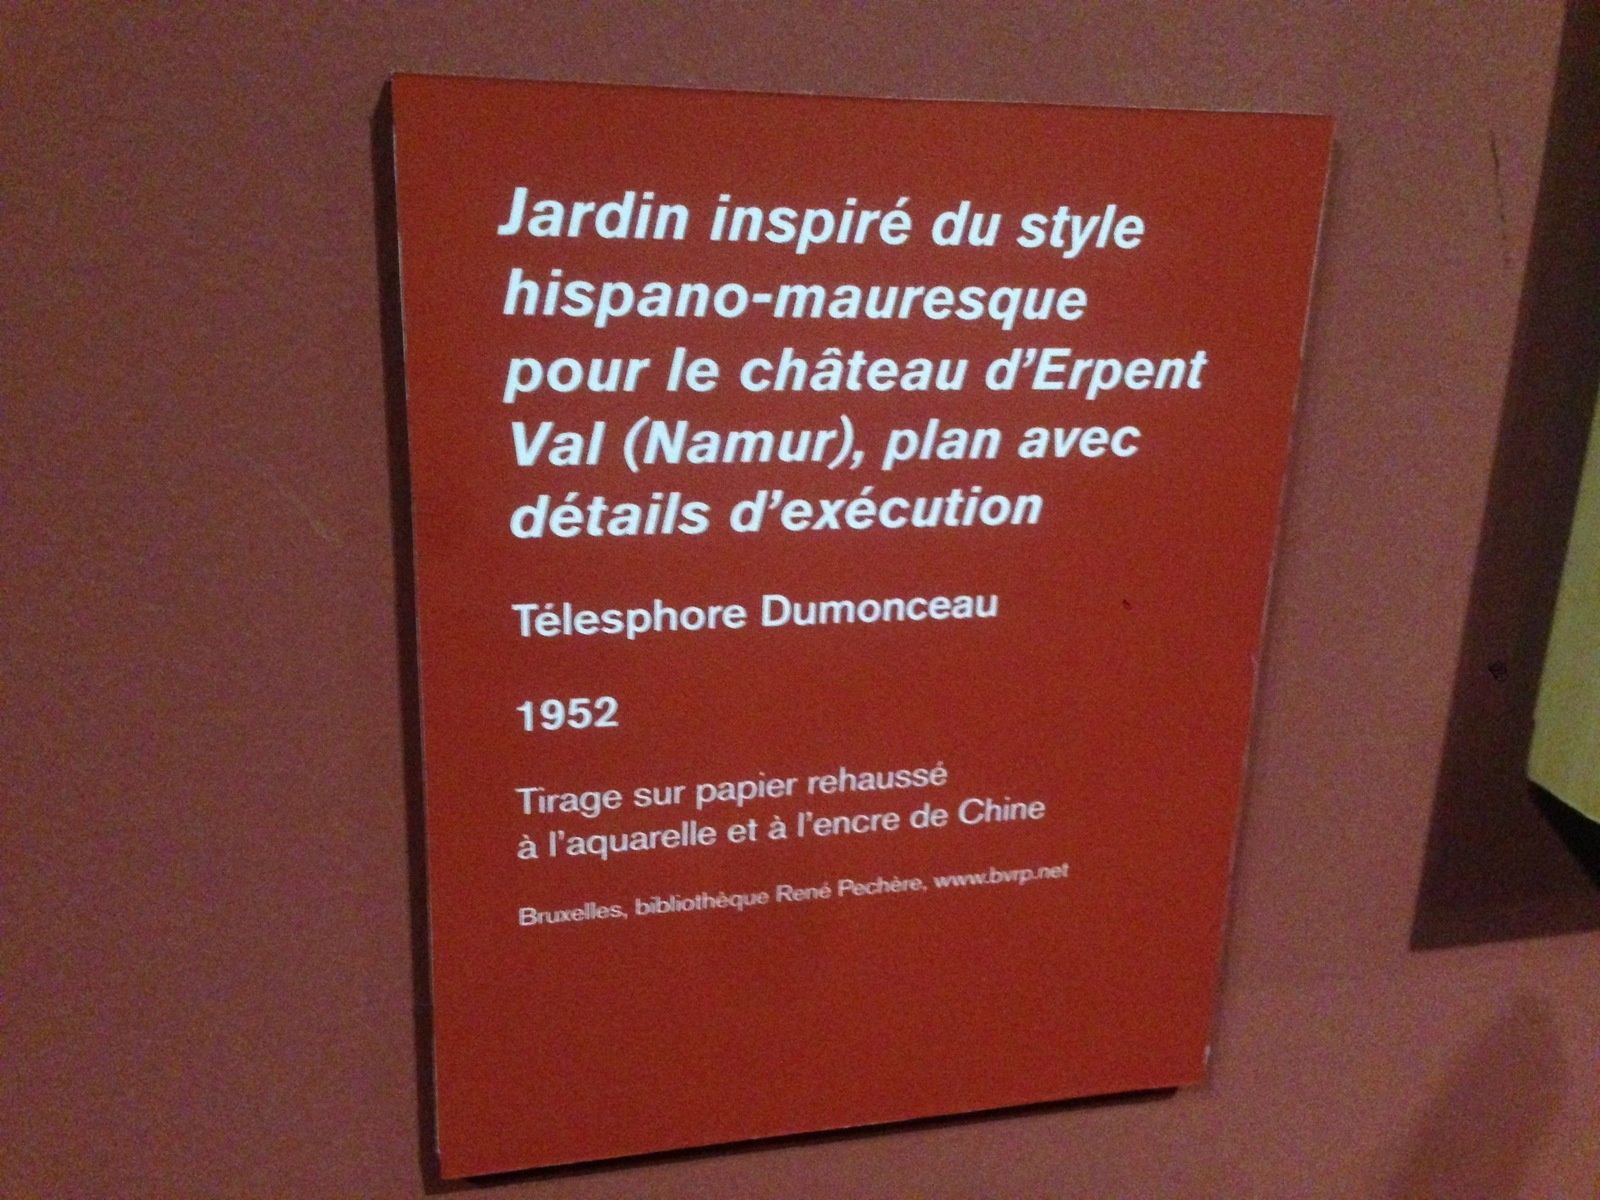 Jardin inspiré du style
hispano-mauresque
pour le château d'Erpent
Val (Namur), plan avec
détails d'exécution
Télesphore Dumonceau
1952
Tirage sur papier rehaussé
à l'aquarelle et à l'encre de Chine
Bruxelles, bibliothèque René Pechère, www.bvrp.net